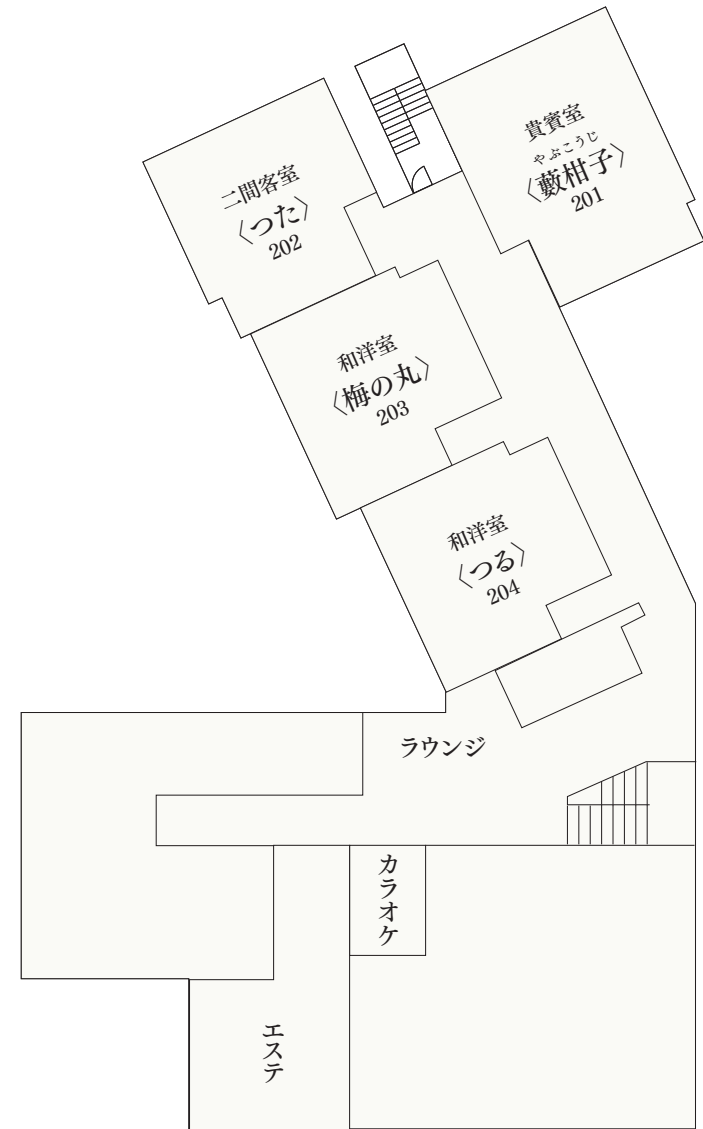 貴賓室
やぶこうじ
〈藪柑子〉
201
二間客室
〈つた〉
202
和洋室
〈梅の丸〉
203
和洋室
〈つる〉
204
ラウンジ
カラオケ
エステ